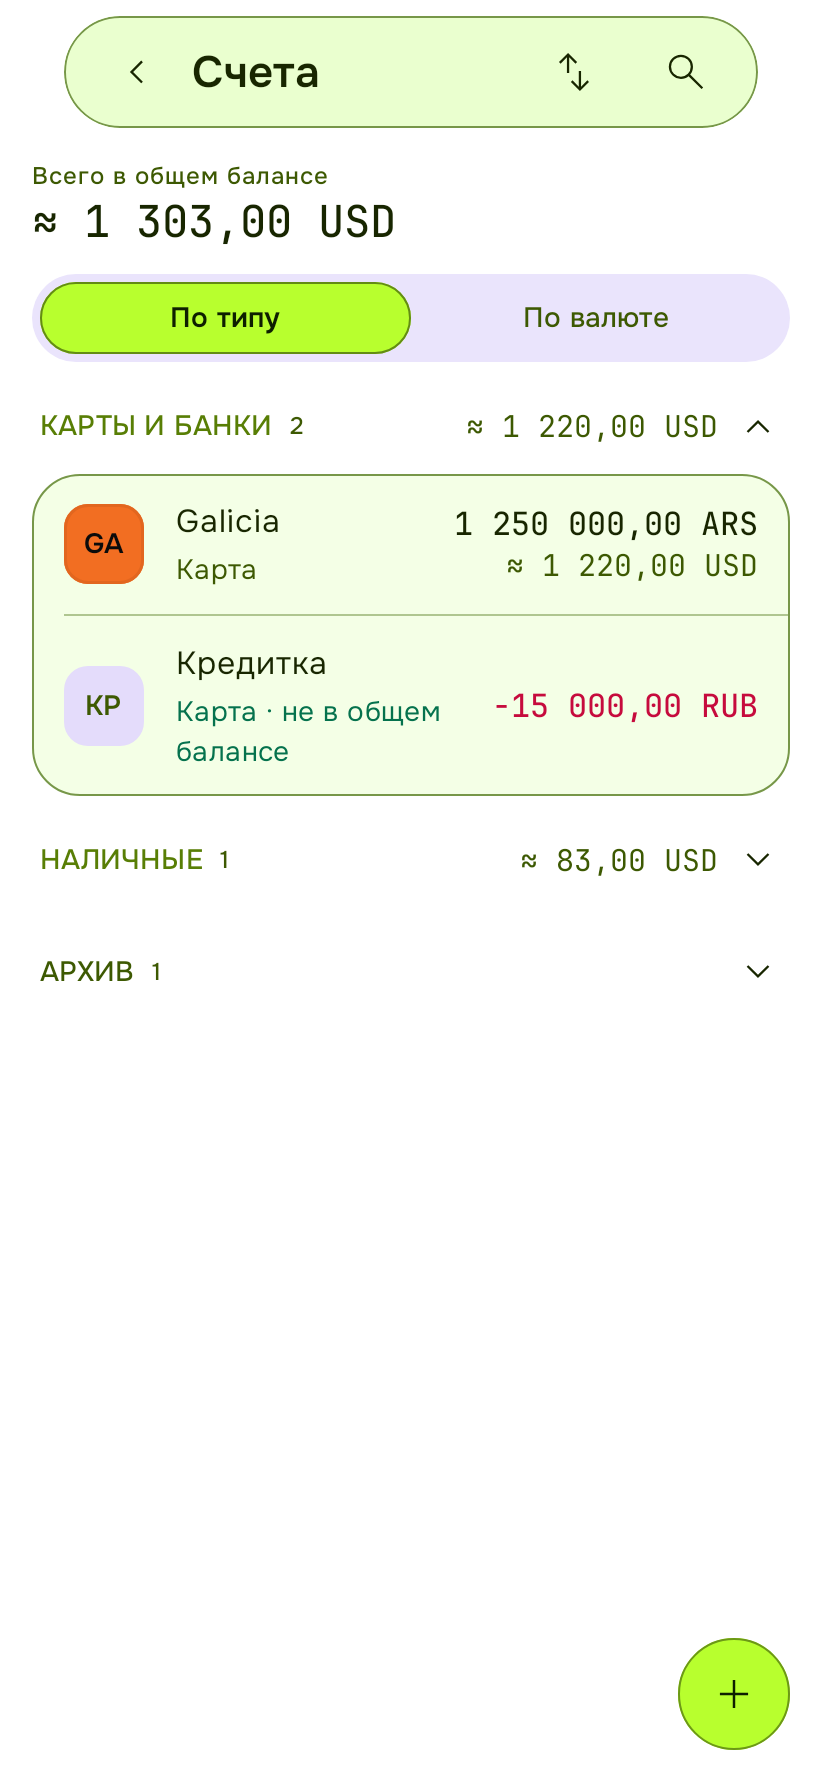 Счета
Всего в общем балансе
≈ 1 303,00 USD
По типу По валюте
КАРТЫ И БАНКИ 2 ≈ 1 220,00 USD
GA Galicia 1 250 000,00 ARS
Карта ≈ 1 220,00 USD
Кредитка
КР Карта · не в общем -15 000,00 RUB
балансе
НАЛИЧНЫЕ 1 ≈ 83,00 USD
АРХИВ 1